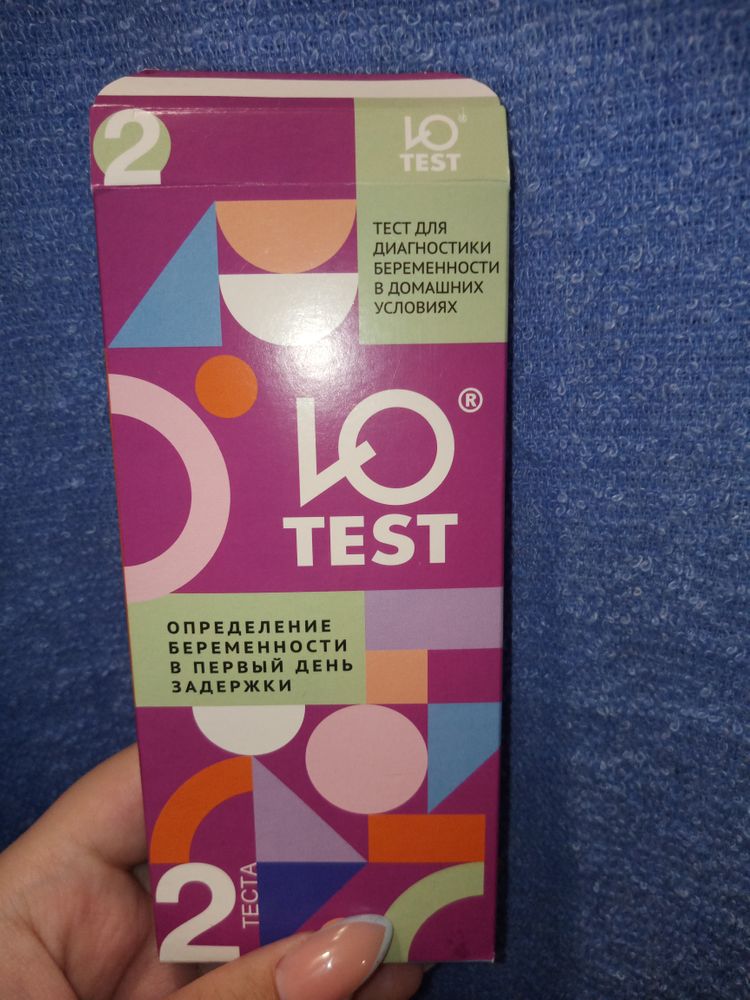 2
Ю®
TEST
ТЕСТ ДЛЯ
ДИАГНОСТИКИ
БЕРЕМЕННОСТИ
В ДОМАШНИХ
УСЛОВИЯХ
Ю®
TEST
ОПРЕДЕЛЕНИЕ
БЕРЕМЕННОСТИ
В ПЕРВЫЙ ДЕНЬ
ЗАДЕРЖКИ
2 ТЕСТА